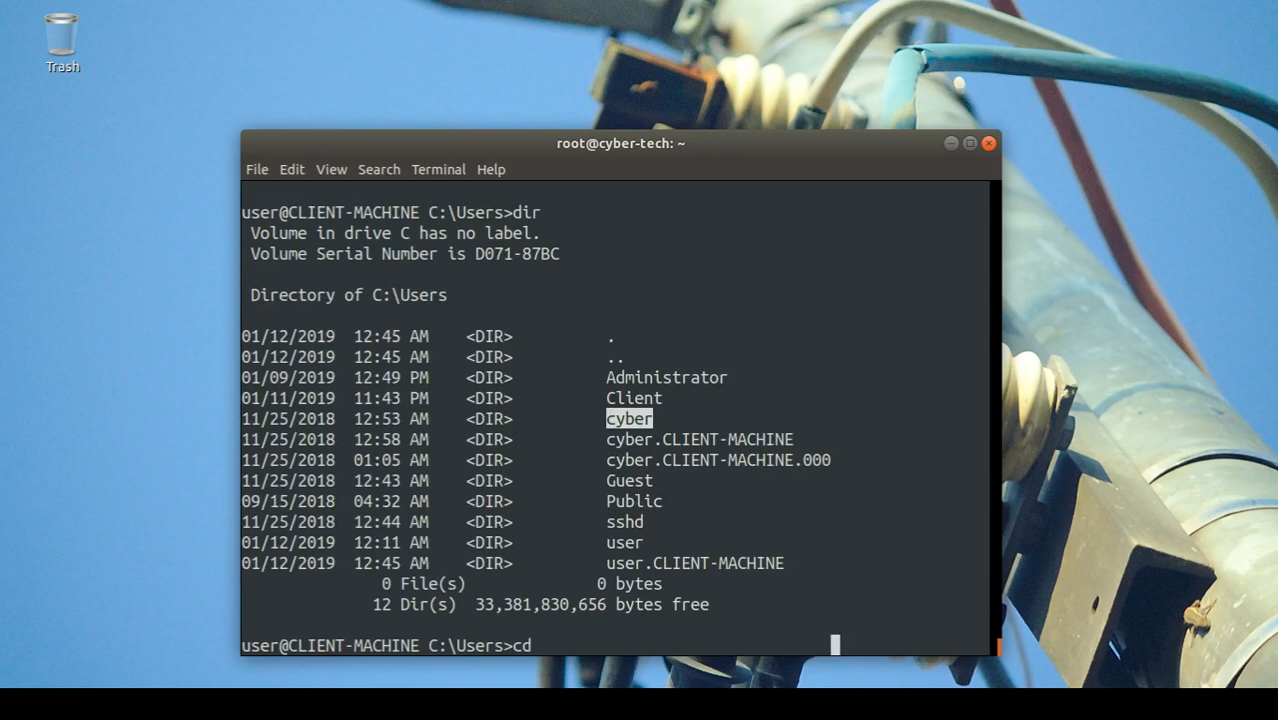 Trash
root@cyber-tech: ~
File Edit View Search Terminal Help
user@CLIENT-MACHINE C:\Users>dir
Volume in drive C has no label.
Volume Serial Number is D071-87BC
Directory of C:\Users
01/12/2019 12:45 AM <DIR> .
01/12/2019 12:45 AM <DIR> ..
01/09/2019 12:49 PM <DIR> Administrator
01/11/2019 11:43 PM <DIR> Client
11/25/2018 12:53 AM <DIR> cyber
11/25/2018 12:58 AM <DIR> cyber.CLIENT-MACHINE
11/25/2018 01:05 AM <DIR> cyber.CLIENT-MACHINE.000
11/25/2018 12:43 AM <DIR> Guest
09/15/2018 04:32 AM <DIR> Public
11/25/2018 12:44 AM <DIR> sshd
01/12/2019 12:11 AM <DIR> user
01/12/2019 12:45 AM <DIR> user.CLIENT-MACHINE
0 File(s) 0 bytes
12 Dir(s) 33,381,830,656 bytes free
user@CLIENT-MACHINE C:\Users>cd